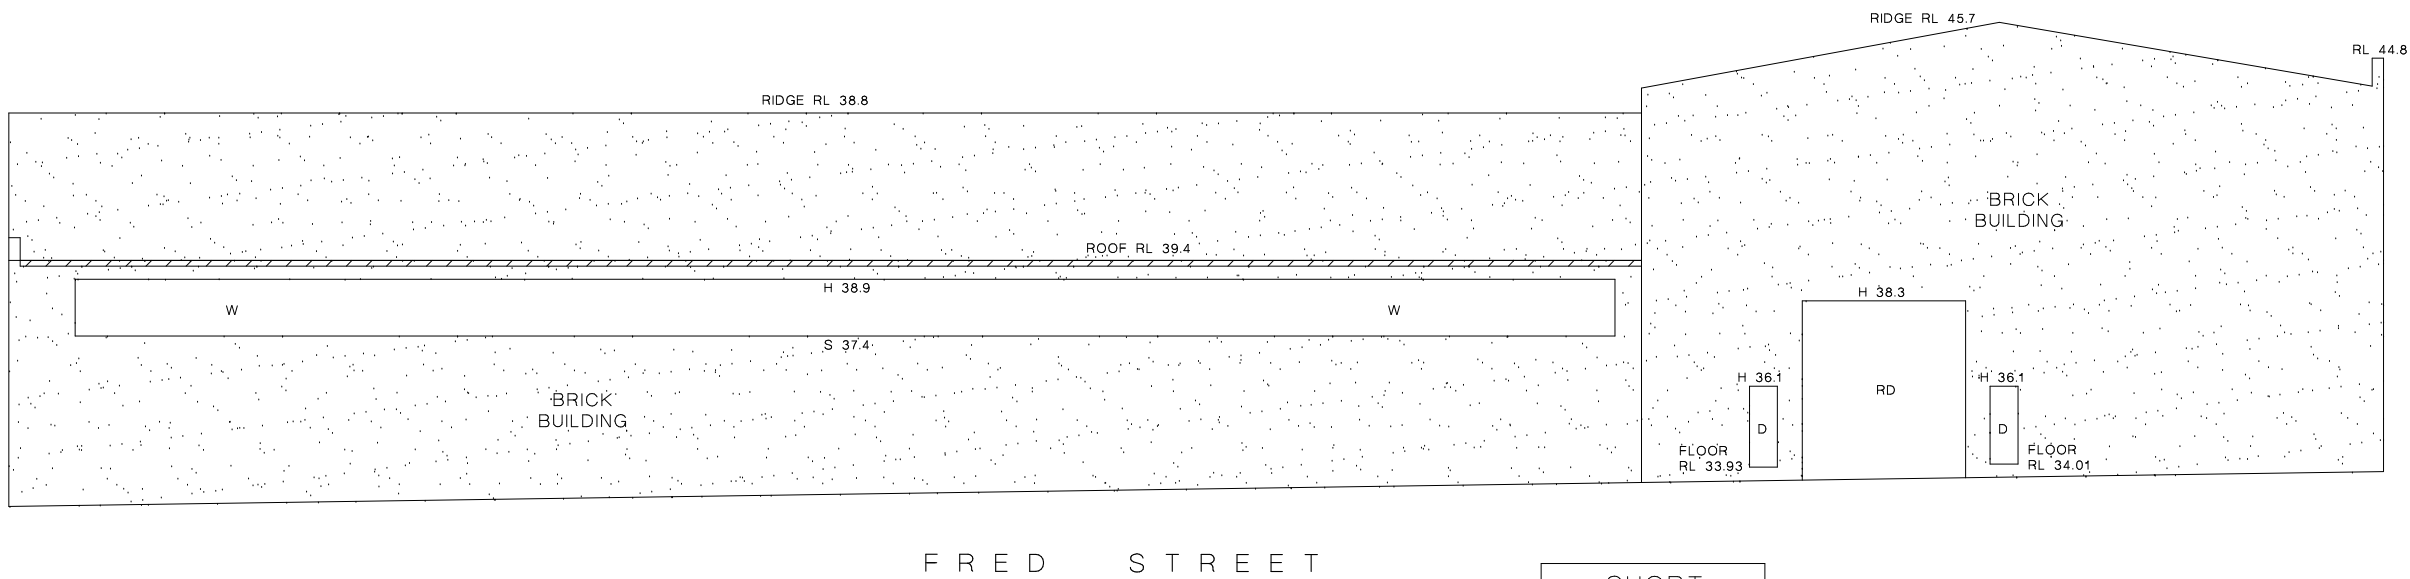 RIDGE RL 45.7
RL 44.8
RIDGE RL 38.8
BRICK
BUILDING
ROOF RL 39.4
H 38.9
W
W
H 38.3
S 37.4
H 36.1
H 36.1
RD
BRICK
BUILDING
D
D
FLOOR
RL 33.93
FLOOR
RL 34.01
FRED STREET